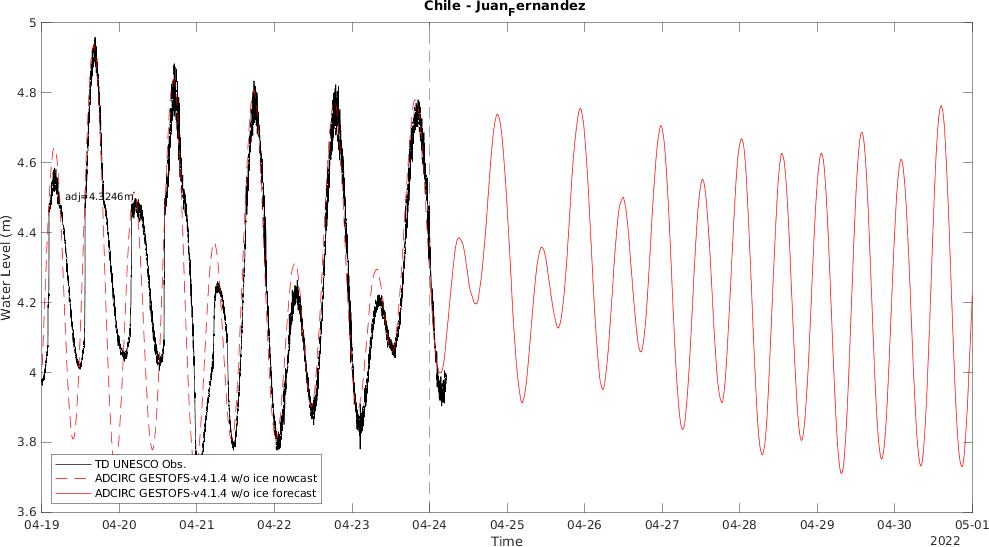 Chile - Juan_Fernandez
5
4.8
4.6
4.4
4.2
4
3.8
3.6
Water Level (m)
adj=4.3246m
TD UNESCO Obs.
ADCIRC GESTOFS-v4.1.4 w/o ice nowcast
ADCIRC GESTOFS-v4.1.4 w/o ice forecast
04-19 04-20 04-21 04-22 04-23 04-24 04-25 04-26 04-27 04-28 04-29 04-30 05-01
Time
2022